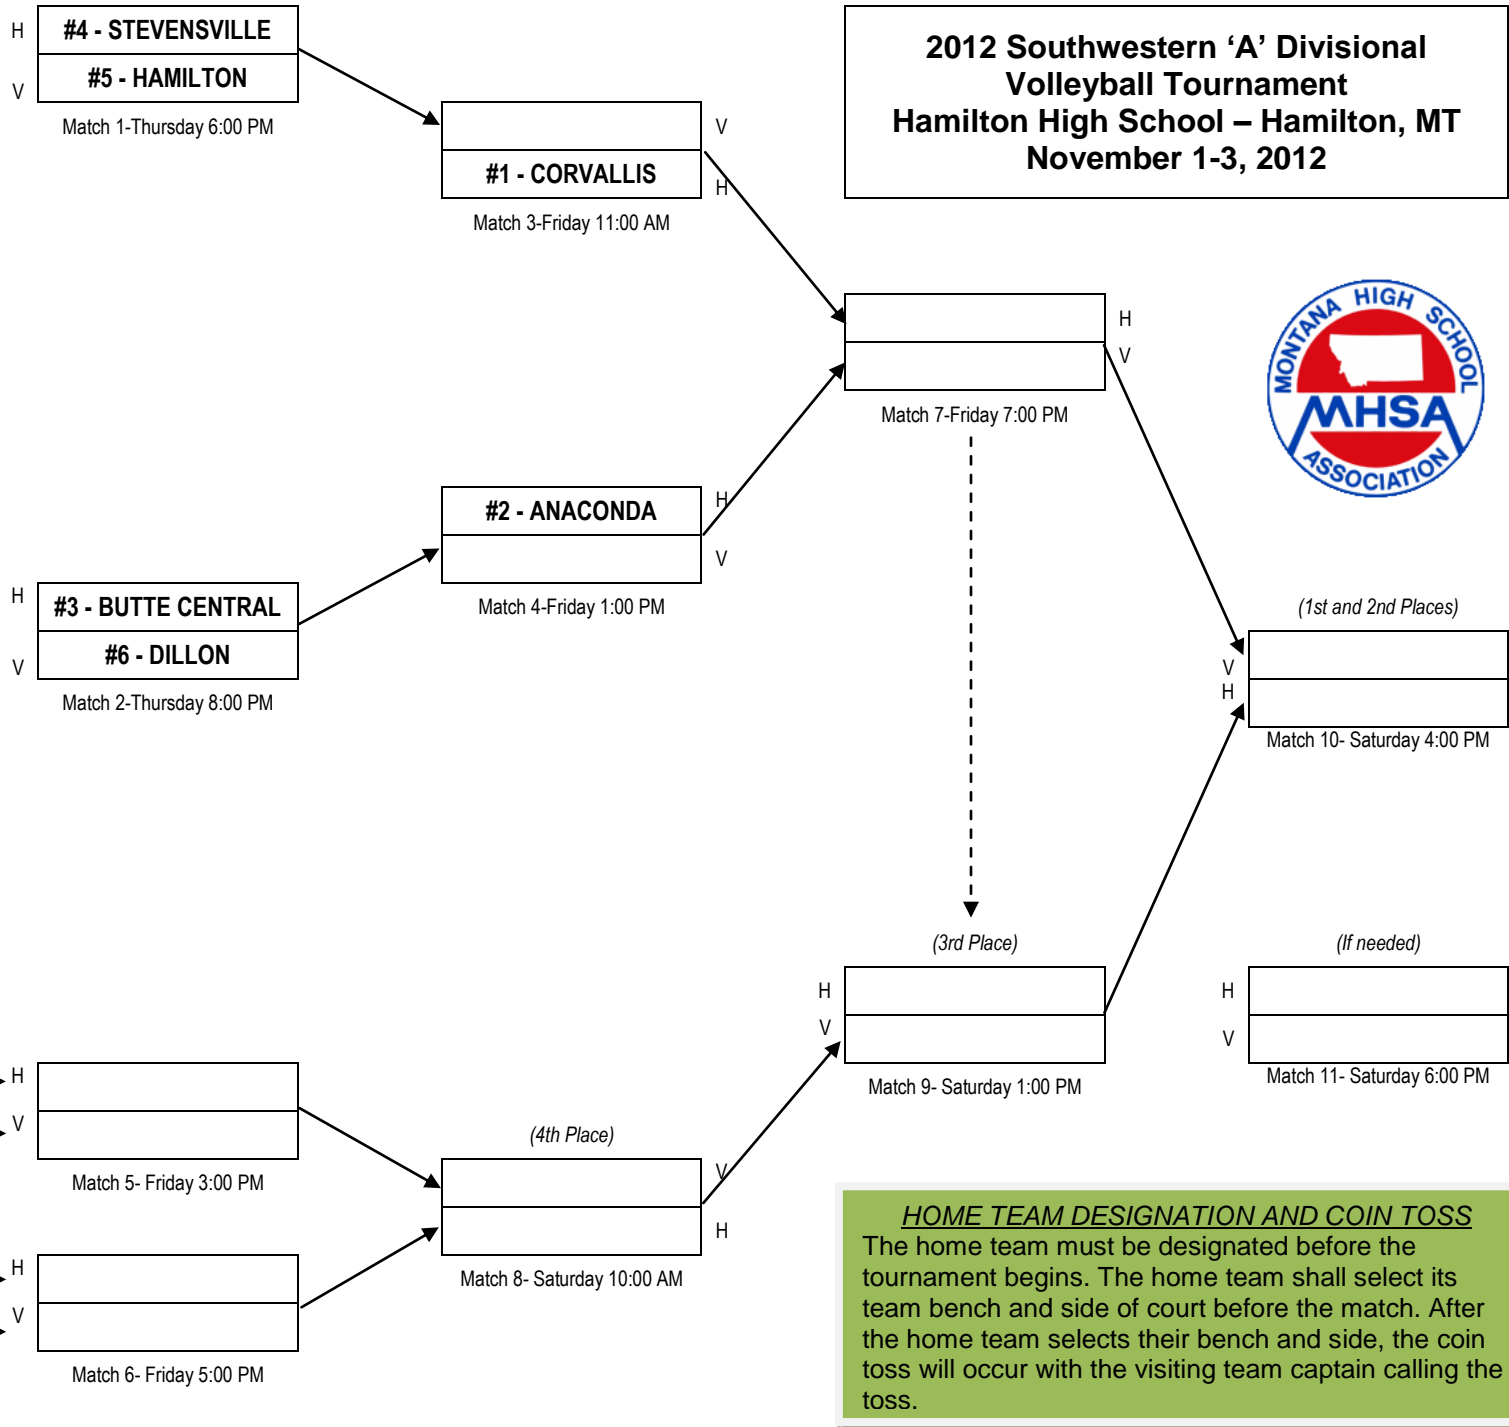 H
#4 - STEVENSVILLE
V
#5 - HAMILTON
Match 1-Thursday 6:00 PM
2012 Southwestern ‘A’ Divisional
Volleyball Tournament
Hamilton High School – Hamilton, MT
November 1-3, 2012
V
#1 - CORVALLIS
H
Match 3-Friday 11:00 AM
H
V
Match 7-Friday 7:00 PM
MONTANA HIGH SCHOOL
MHSA
ASSOCIATION
#2 - ANACONDA
H
V
Match 4-Friday 1:00 PM
H
#3 - BUTTE CENTRAL
V
#6 - DILLON
Match 2-Thursday 8:00 PM
(1st and 2nd Places)
V
H
Match 10- Saturday 4:00 PM
(3rd Place)
H
V
Match 9- Saturday 1:00 PM
(If needed)
H
V
Match 11- Saturday 6:00 PM
H
V
Match 5- Friday 3:00 PM
(4th Place)
V
H
Match 8- Saturday 10:00 AM
H
V
Match 6- Friday 5:00 PM
HOME TEAM DESIGNATION AND COIN TOSS
The home team must be designated before the
tournament begins. The home team shall select its
team bench and side of court before the match. After
the home team selects their bench and side, the coin
toss will occur with the visiting team captain calling the
toss.